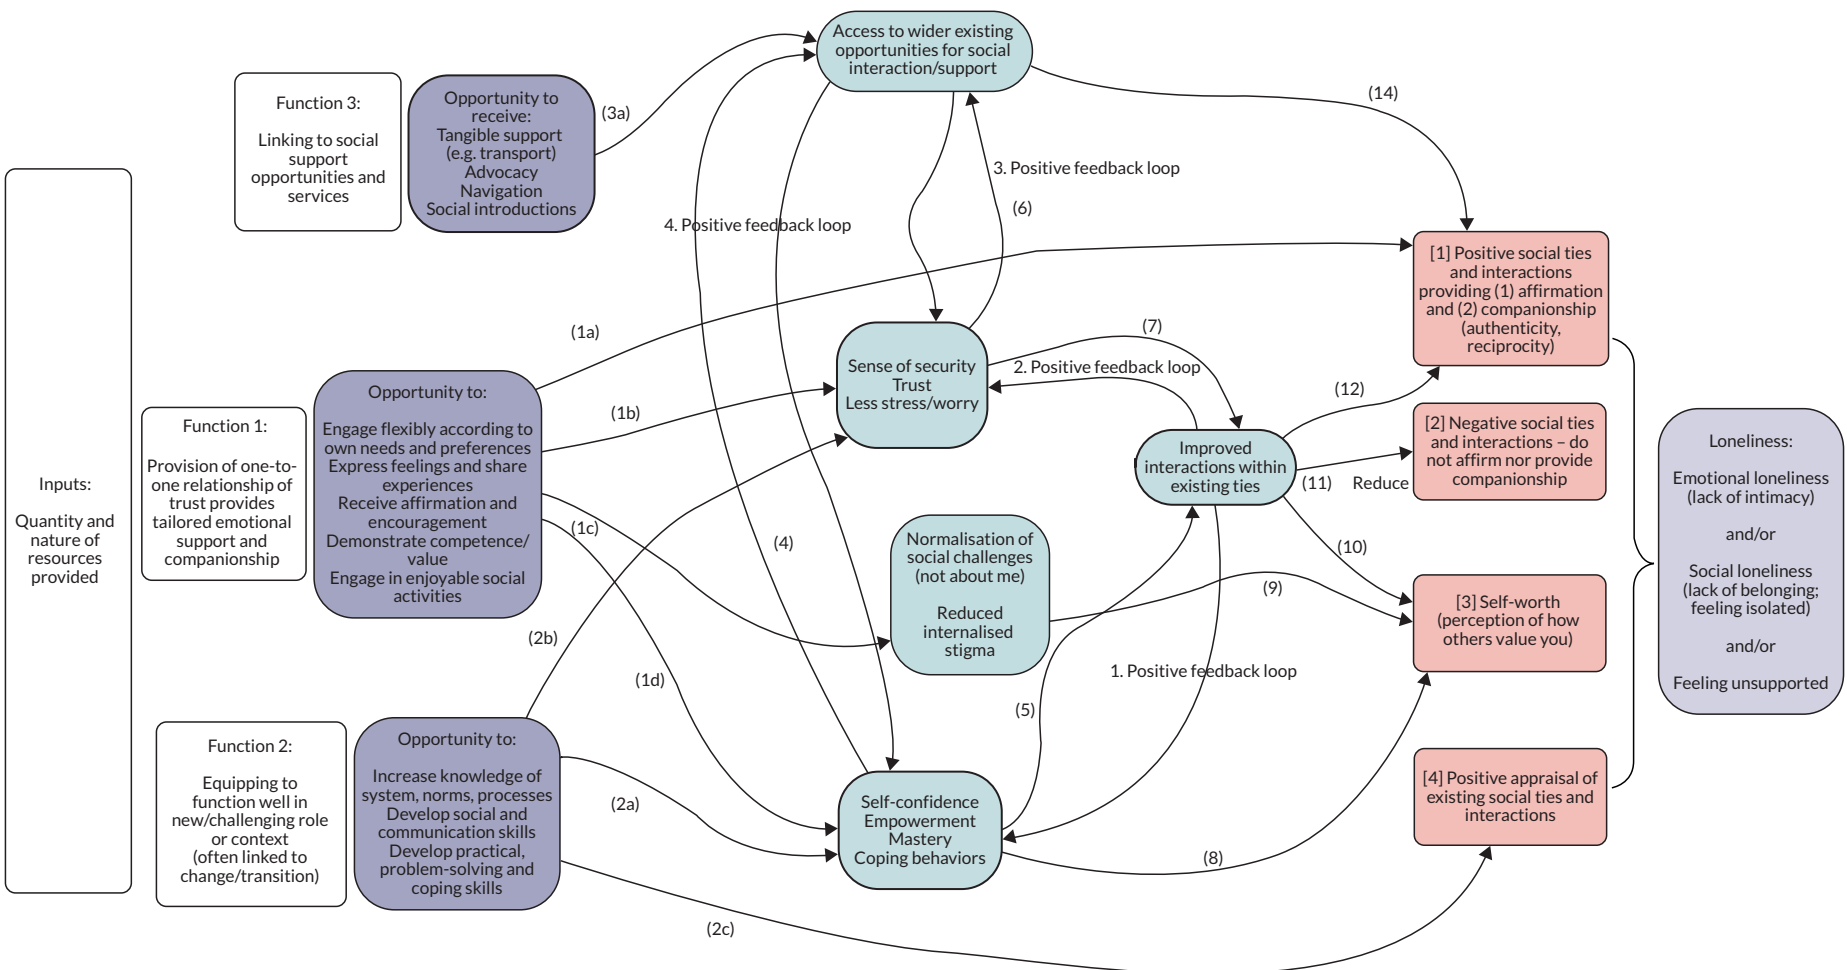 Inputs:
Quantity and
nature of
resources
provided
Function 3:
Linking to social
support
opportunities and
services
Opportunity to
receive:
Tangible support
(e.g. transport)
Advocacy
Navigation
Social introductions
(3a)
Function 1:
Provision of one-to-
one relationship of
trust provides
tailored emotional
support and
companionship
Opportunity to:
Engage flexibly according to
own needs and preferences
Express feelings and share
experiences
Receive affirmation and
encouragement
Demonstrate competence/
value
Engage in enjoyable social
activities
(1a)
(1b)
(1c)
(1d)
Function 2:
Equipping to
function well in
new/challenging role
or context
(often linked to
change/transition)
Opportunity to:
Increase knowledge of
system, norms, processes
Develop social and
communication skills
Develop practical,
problem-solving and
coping skills
(2b)
(2a)
(2c)
Access to wider existing
opportunities for social
interaction/support
4. Positive feedback loop
3. Positive feedback loop
(6)
(14)
Sense of security
Trust
Less stress/worry
(7)
2. Positive feedback loop
Normalisation of
social challenges
(not about me)
Reduced
internalised
stigma
(4)
Improved
interactions within
existing ties
(12)
(11)
Reduce
(10)
(9)
1. Positive feedback loop
(5)
Self-confidence
Empowerment
Mastery
Coping behaviors
(8)
[1] Positive social ties
and interactions
providing (1) affirmation
and (2) companionship
(authenticity,
reciprocity)
[2] Negative social ties
and interactions – do
not affirm nor provide
companionship
[3] Self-worth
(perception of how
others value you)
[4] Positive appraisal of
existing social ties and
interactions
Loneliness:
Emotional loneliness
(lack of intimacy)
and/or
Social loneliness
(lack of belonging;
feeling isolated)
and/or
Feeling unsupported